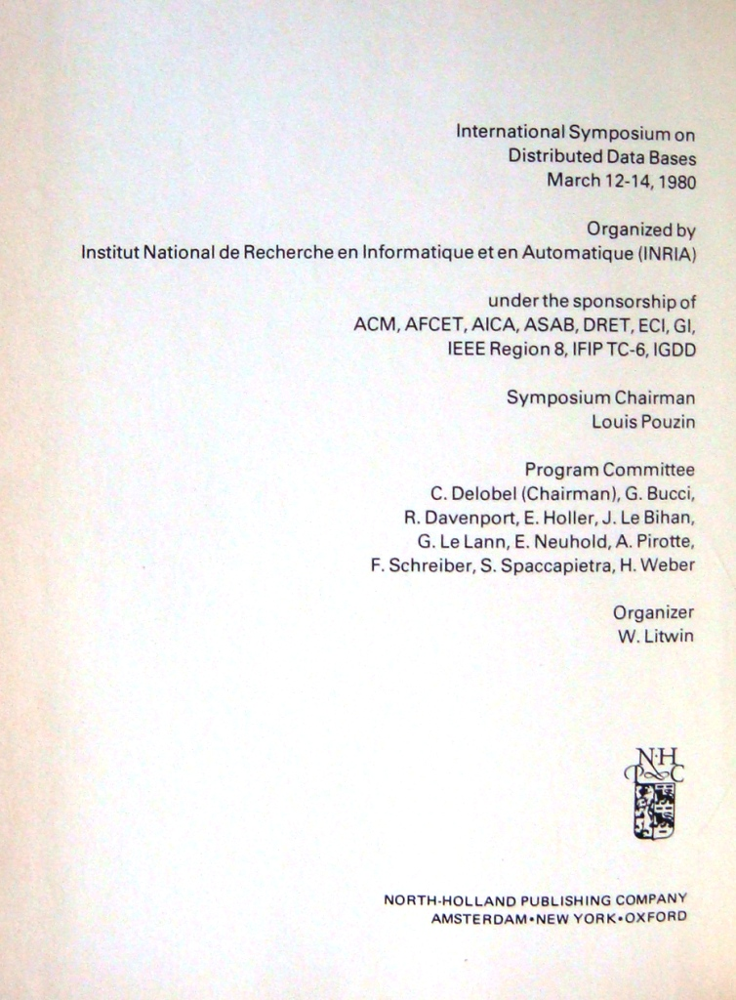 International Symposium on
Distributed Data Bases
March 12-14, 1980
Organized by
Institut National de Recherche en Informatique et en Automatique (INRIA)
under the sponsorship of
ACM, AFCET, AICA, ASAB, DRET, ECI, GI,
IEEE Region 8, IFIP TC-6, IGDD
Symposium Chairman
Louis Pouzin
Program Committee
C. Delobel (Chairman), G. Bucci,
R. Davenport, E. Holler, J. Le Bihan,
G. Le Lann, E. Neuhold, A. Pirotte,
F. Schreiber, S. Spaccapietra, H. Weber
Organizer
W. Litwin
N·H
P C
NORTH-HOLLAND PUBLISHING COMPANY
AMSTERDAM•NEW YORK•OXFORD